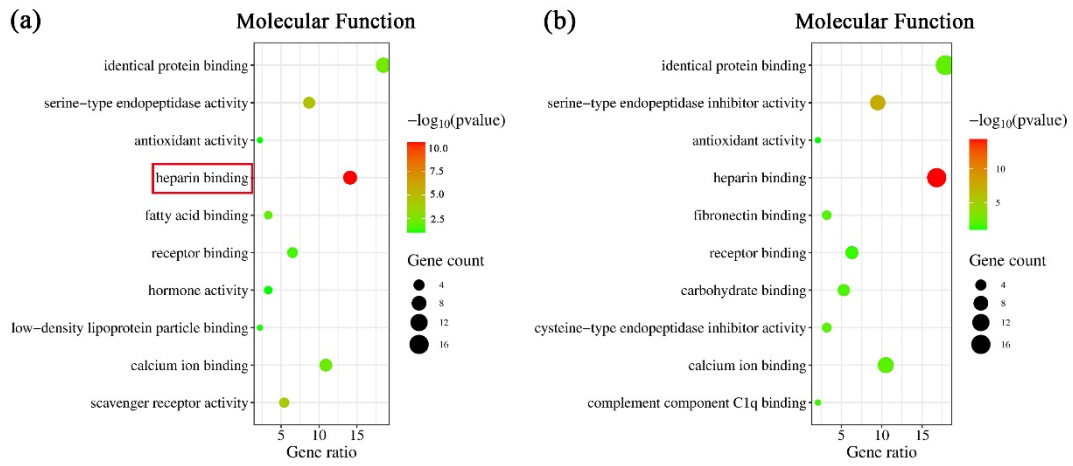 (a)
Molecular Function
identical protein binding
serine−type endopeptidase activity
antioxidant activity
heparin binding
fatty acid binding
receptor binding
hormone activity
low−density lipoprotein particle binding
calcium ion binding
scavenger receptor activity
5 10 15
Gene ratio
−log10(pvalue)
10.0
7.5
5.0
2.5
Gene count
4
8
12
16
(b)
Molecular Function
identical protein binding
serine−type endopeptidase inhibitor activity
antioxidant activity
heparin binding
fibronectin binding
receptor binding
carbohydrate binding
cysteine−type endopeptidase inhibitor activity
calcium ion binding
complement component C1q binding
5 10 15
Gene ratio
−log10(pvalue)
10
5
Gene count
4
8
12
16